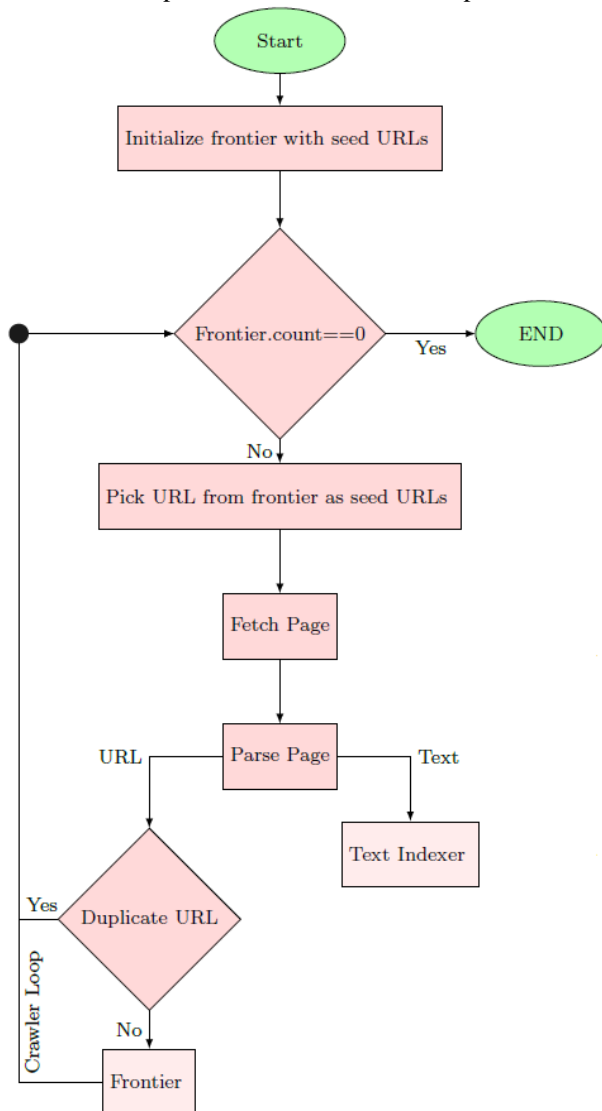 Start
Initialize frontier with seed URLs
Frontier.count==0
Yes
END
No
Pick URL from frontier as seed URLs
Fetch Page
URL
Parse Page
Text
Text Indexer
Yes
Duplicate URL
Crawler Loop
No
Frontier